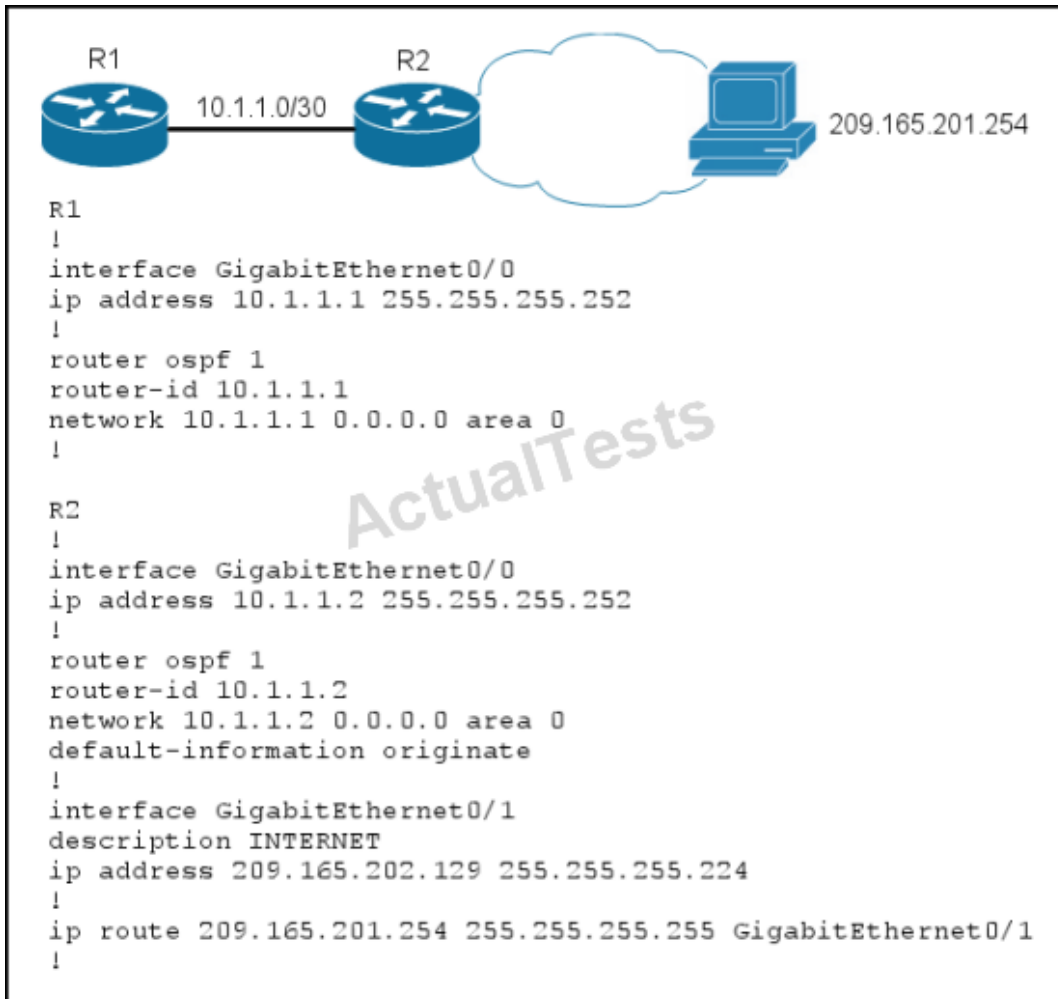 R1
R2
10.1.1.0/30
209.165.201.254
R1
!
interface GigabitEthernet0/0
ip address 10.1.1.1 255.255.255.252
!
router ospf 1
router-id 10.1.1.1
network 10.1.1.1 0.0.0.0 area 0
!
ActualTests
R2
!
interface GigabitEthernet0/0
ip address 10.1.1.2 255.255.255.252
!
router ospf 1
router-id 10.1.1.2
network 10.1.1.2 0.0.0.0 area 0
default-information originate
!
interface GigabitEthernet0/1
description INTERNET
ip address 209.165.202.129 255.255.255.224
!
ip route 209.165.201.254 255.255.255.255 GigabitEthernet0/1
!